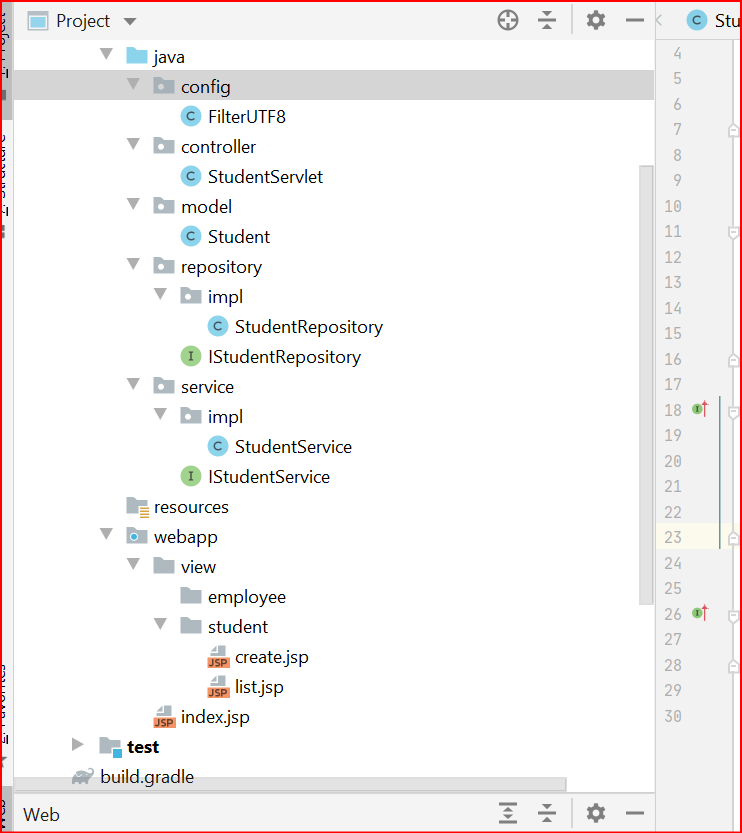 Project
Stu
java
config
FilterUTF8
controller
StudentServlet
model
Student
repository
impl
StudentRepository
IStudentRepository
service
impl
StudentService
IStudentService
resources
webapp
view
employee
student
create.jsp
list.jsp
index.jsp
test
build.gradle
Web
4
5
6
7
8
9
10
11
12
13
14
15
16
17
18
19
20
21
22
23
24
25
26
27
28
29
30